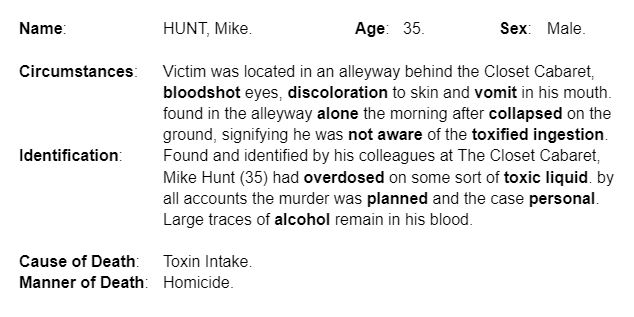 Name: HUNT, Mike. Age: 35. Sex: Male.
Circumstances: Victim was located in an alleyway behind the Closet Cabaret,
bloodshot eyes, discoloration to skin and vomit in his mouth.
found in the alleyway alone the morning after collapsed on the
ground, signifying he was not aware of the toxified ingestion.
Identification: Found and identified by his colleagues at The Closet Cabaret,
Mike Hunt (35) had overdosed on some sort of toxic liquid. by
all accounts the murder was planned and the case personal.
Large traces of alcohol remain in his blood.
Cause of Death: Toxin Intake.
Manner of Death: Homicide.